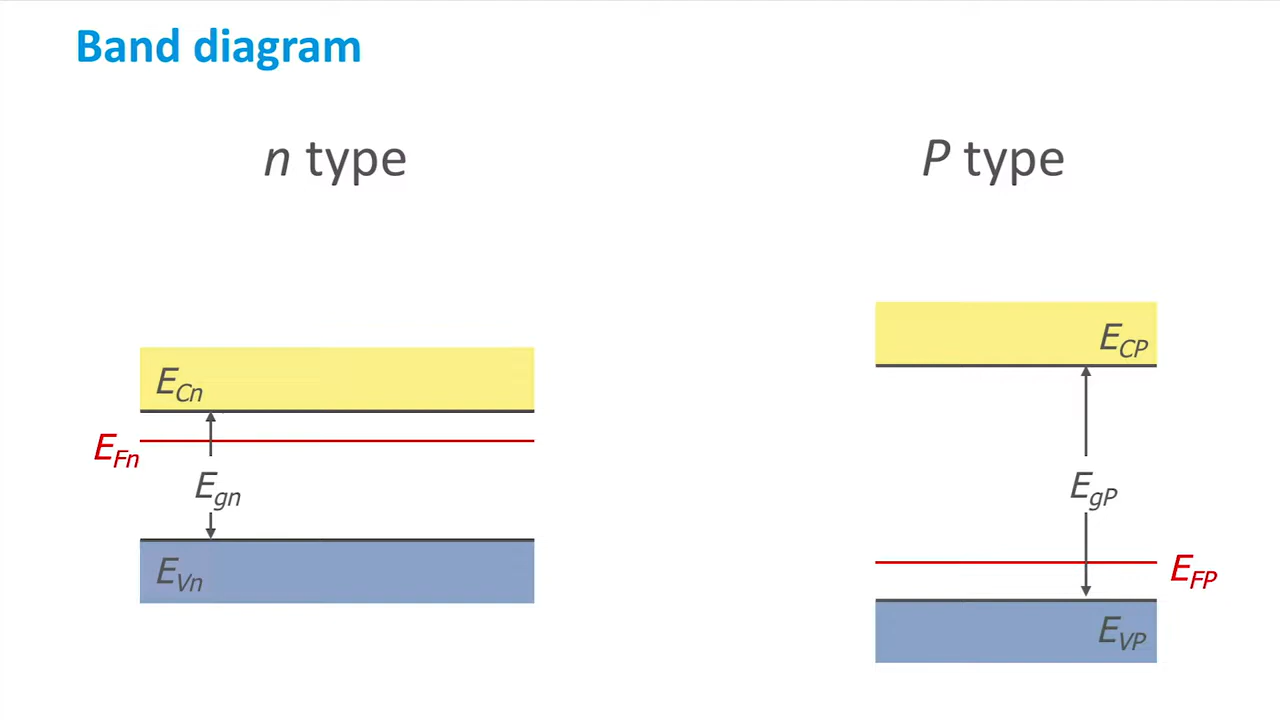 Band diagram
n type
P type
E_Cn
E_Fn
E_gn
E_Vn
E_CP
E_gP
E_FP
E_VP